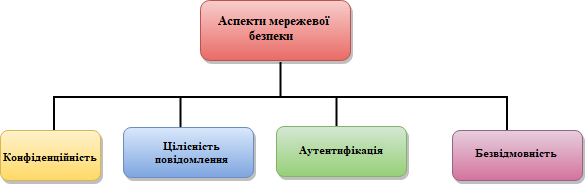 Аспекти мережевої
безпеки
Конфіденційність
Цілісність
повідомлення
Аутентифікація
Безвідмовність